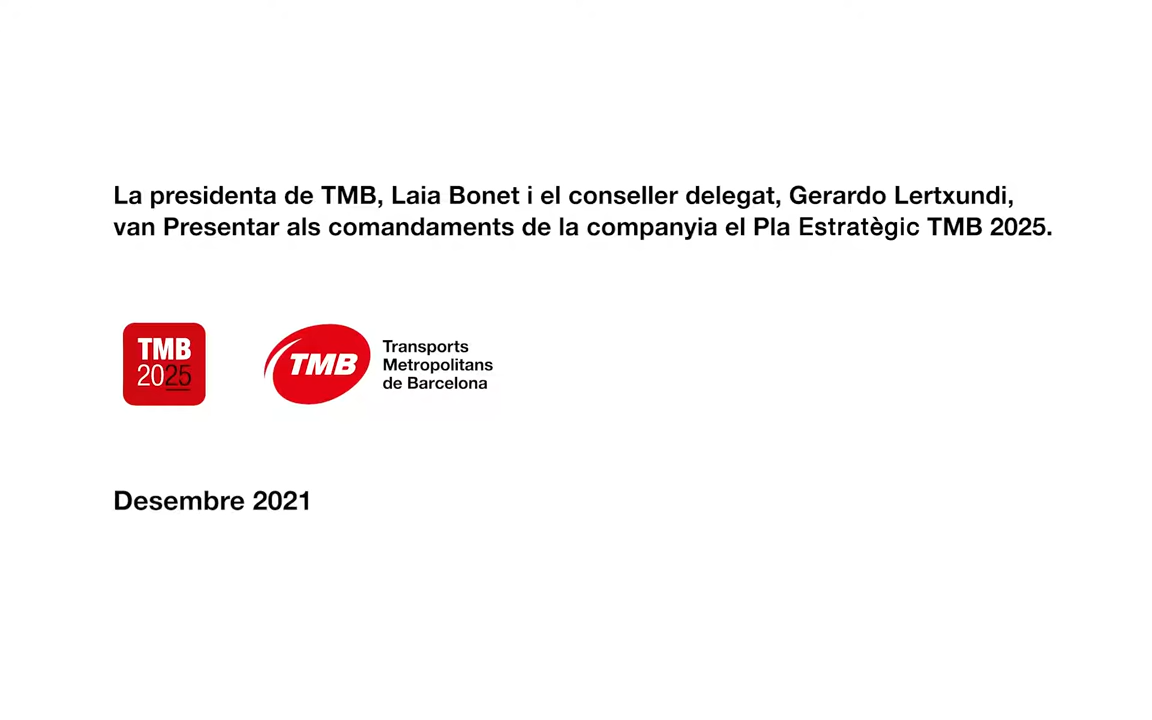 La presidenta de TMB, Laia Bonet i el conseller delegat, Gerardo Lertxundi,
van Presentar als comandaments de la companyia el Pla Estratègic TMB 2025.
TMB
2025
TMB
Transports
Metropolitans
de Barcelona
Desembre 2021